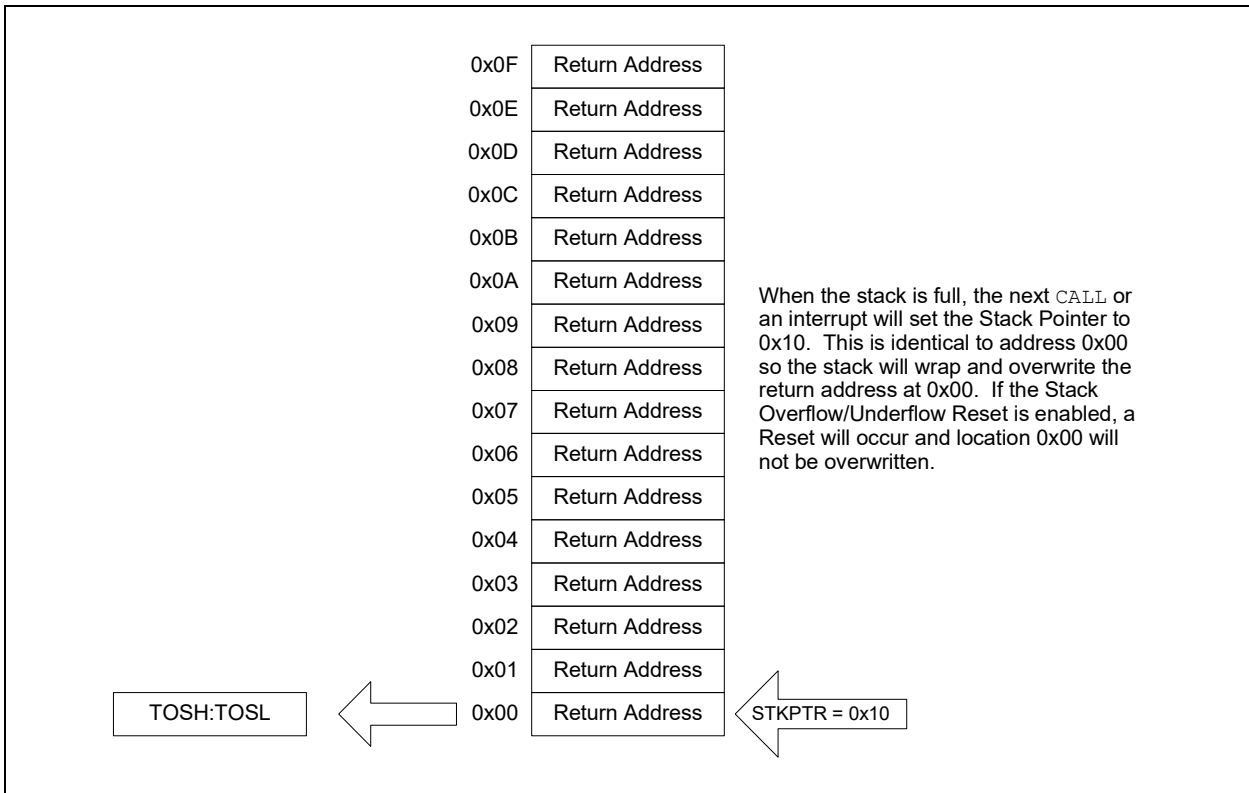 0x0F Return Address
0x0E Return Address
0x0D Return Address
0x0C Return Address
0x0B Return Address
0x0A Return Address
0x09 Return Address
0x08 Return Address
0x07 Return Address
0x06 Return Address
0x05 Return Address
0x04 Return Address
0x03 Return Address
0x02 Return Address
0x01 Return Address
TOSH:TOSL 0x00 Return Address STKPTR = 0x10
When the stack is full, the next CALL or
an interrupt will set the Stack Pointer to
0x10. This is identical to address 0x00
so the stack will wrap and overwrite the
return address at 0x00. If the Stack
Overflow/Underflow Reset is enabled, a
Reset will occur and location 0x00 will
not be overwritten.